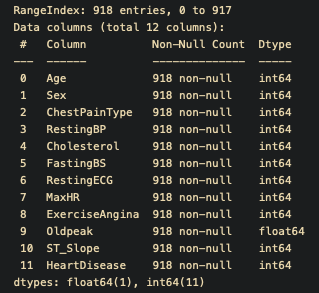 RangeIndex: 918 entries, 0 to 917
Data columns (total 12 columns):
 #   Column          Non-Null Count  Dtype
---  ------          --------------  -----
 0   Age             918 non-null    int64
 1   Sex             918 non-null    int64
 2   ChestPainType   918 non-null    int64
 3   RestingBP       918 non-null    int64
 4   Cholesterol     918 non-null    int64
 5   FastingBS       918 non-null    int64
 6   RestingECG      918 non-null    int64
 7   MaxHR           918 non-null    int64
 8   ExerciseAngina  918 non-null    int64
 9   Oldpeak         918 non-null    float64
 10  ST_Slope        918 non-null    int64
 11  HeartDisease    918 non-null    int64
dtypes: float64(1), int64(11)